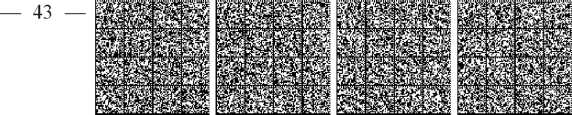 — 43 —